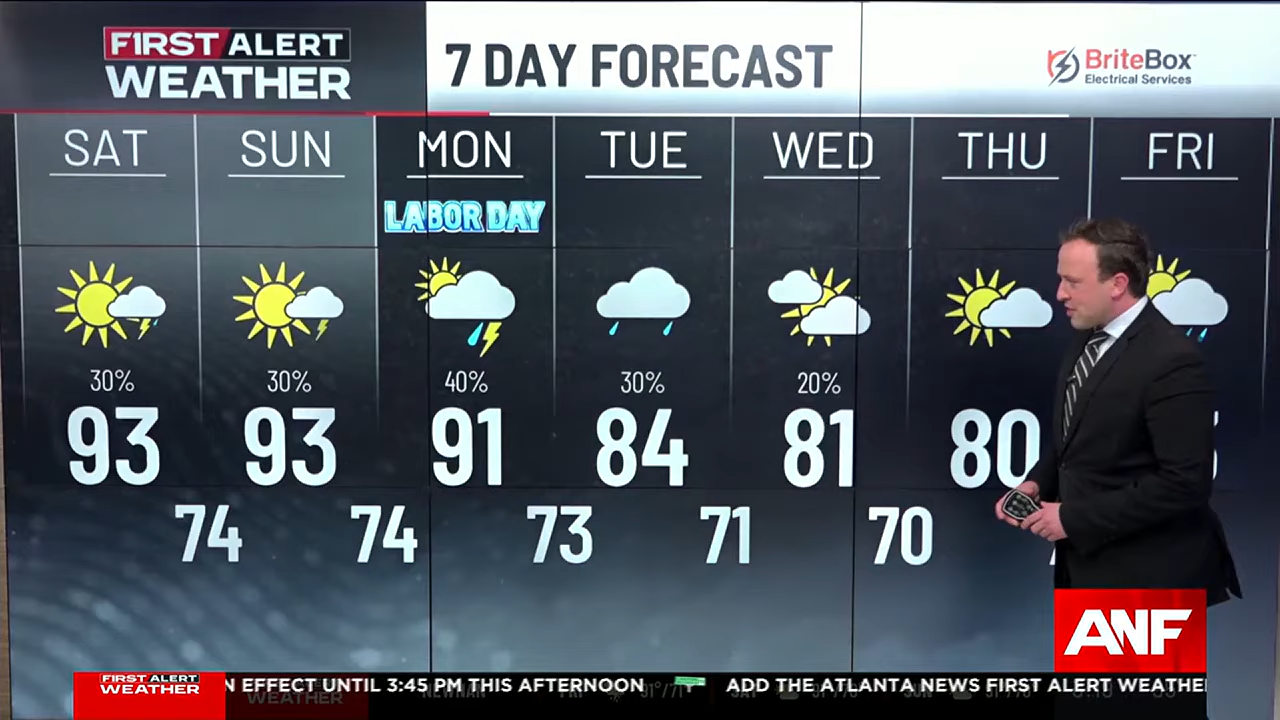 F1RST ALERT
WEATHER
7 DAY FORECAST
BriteBox
Electrical Services
SAT SUN MON TUE WED THU FRI
LABOR DAY
30% 30% 40% 30% 20%
93 93 91 84 81 80
74 74 73 71 70
ANF
FIRST ALERT
WEATHER
N EFFECT UNTIL 3:45 PM THIS AFTERNOON ADD THE ATLANTA NEWS FIRST ALERT WEATHE